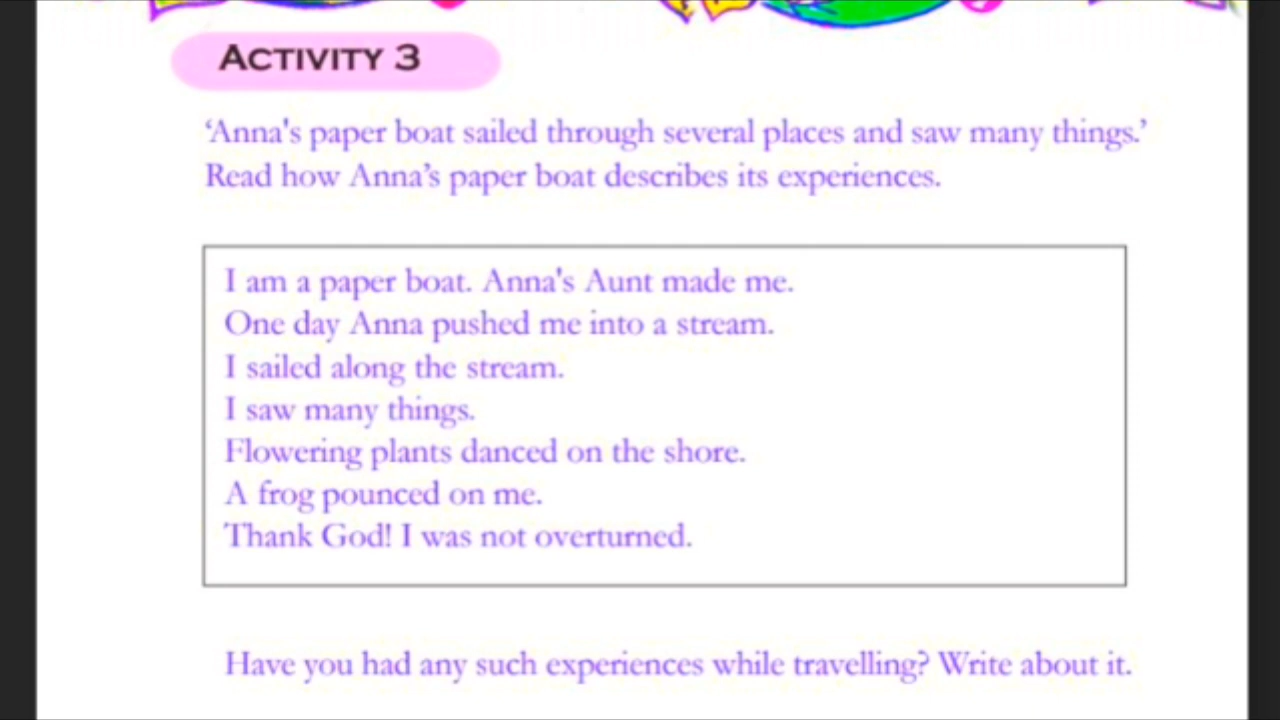 ACTIVITY 3
‘Anna's paper boat sailed through several places and saw many things.’
Read how Anna’s paper boat describes its experiences.
I am a paper boat. Anna's Aunt made me.
One day Anna pushed me into a stream.
I sailed along the stream.
I saw many things.
Flowering plants danced on the shore.
A frog pounced on me.
Thank God! I was not overturned.
Have you had any such experiences while travelling? Write about it.